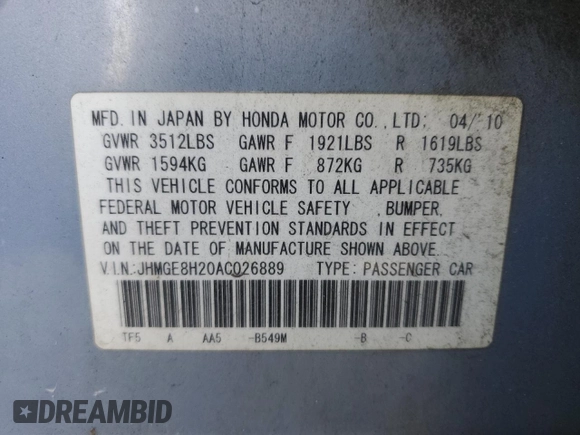 MFD. IN JAPAN BY HONDA MOTOR CO., LTD; 04/ 10
GVWR 3512LBS GAWR F 1921LBS R 1619LBS
GVWR 1594KG GAWR F 872KG R 735KG
THIS VEHICLE CONFORMS TO ALL APPLICABLE
FEDERAL MOTOR VEHICLE SAFETY , BUMPER,
AND THEFT PREVENTION STANDARDS IN EFFECT
ON THE DATE OF MANUFACTURE SHOWN ABOVE.
V.I.N:JHMGE8H20AC026889 TYPE: PASSENGER CAR
TF5 A AA5 -B549M -B -C
DREAMBID